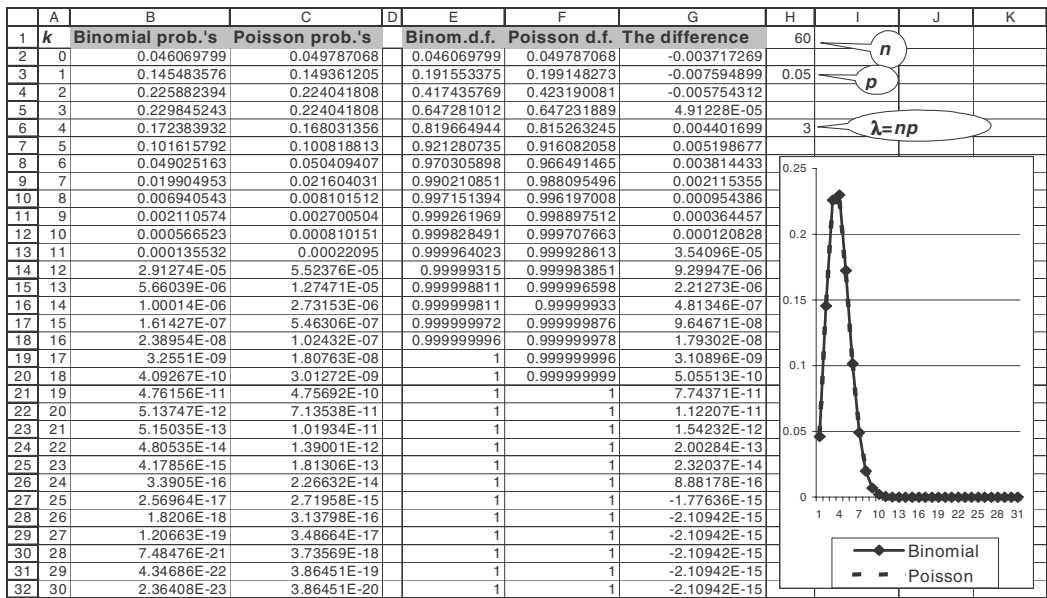 A B C D E F G H I J K
1 k Binomial prob.'s Poisson prob.'s Binom.d.f. Poisson d.f. The difference 60 n
2 0 0.046069799 0.049787068 0.046069799 0.049787068 -0.003717269
3 1 0.145483576 0.149361205 0.191553375 0.199148273 -0.007594899 0.05 p
4 2 0.225882394 0.224041808 0.417435769 0.423190081 -0.005754312
5 3 0.229845243 0.224041808 0.647281012 0.647231889 4.91228E-05
6 4 0.172383932 0.168031356 0.819664944 0.815263245 0.004401699 3 λ=np
7 5 0.101615792 0.100818813 0.921280735 0.916082058 0.005198677
8 6 0.049025163 0.050409407 0.970305898 0.966491465 0.003814433
9 7 0.019904953 0.021604031 0.990210851 0.988095496 0.002115355
10 8 0.006940543 0.008101512 0.997151394 0.996197008 0.000954386
11 9 0.002110574 0.002700504 0.999261969 0.998897512 0.000364457
12 10 0.000566523 0.000810151 0.999828491 0.999707663 0.000120828
13 11 0.000135532 0.00022095 0.999964023 0.999928613 3.54096E-05
14 12 2.91274E-05 5.52376E-05 0.99999315 0.999983851 9.29947E-06
15 13 5.66039E-06 1.27471E-05 0.999998811 0.999996598 2.21273E-06
16 14 1.00014E-06 2.73153E-06 0.999999811 0.99999933 4.81346E-07
17 15 1.61427E-07 5.46306E-07 0.999999972 0.999999876 9.64671E-08
18 16 2.38954E-08 1.02432E-07 0.999999996 0.999999978 1.79302E-08
19 17 3.2551E-09 1.80763E-08 1 0.999999996 3.10896E-09
20 18 4.09267E-10 3.01272E-09 1 0.999999999 5.05513E-10
21 19 4.76156E-11 4.75692E-10 1 1 7.74371E-11
22 20 5.13747E-12 7.13538E-11 1 1 1.12207E-11
23 21 5.15035E-13 1.01934E-11 1 1 1.54232E-12
24 22 4.80535E-14 1.39001E-12 1 1 2.00284E-13
25 23 4.17856E-15 1.81306E-13 1 1 2.32037E-14
26 24 3.3905E-16 2.26632E-14 1 1 8.88178E-16
27 25 2.56964E-17 2.71958E-15 1 1 -1.77636E-15
28 26 1.8206E-18 3.13798E-16 1 1 -2.10942E-15
29 27 1.20663E-19 3.48664E-17 1 1 -2.10942E-15
30 28 7.48476E-21 3.73569E-18 1 1 -2.10942E-15
31 29 4.34686E-22 3.86451E-19 1 1 -2.10942E-15
32 30 2.36408E-23 3.86451E-20 1 1 -2.10942E-15
0.25
0.2
0.15
0.1
0.05
0
1 4 7 10 13 16 19 22 25 28 31
Binomial
Poisson